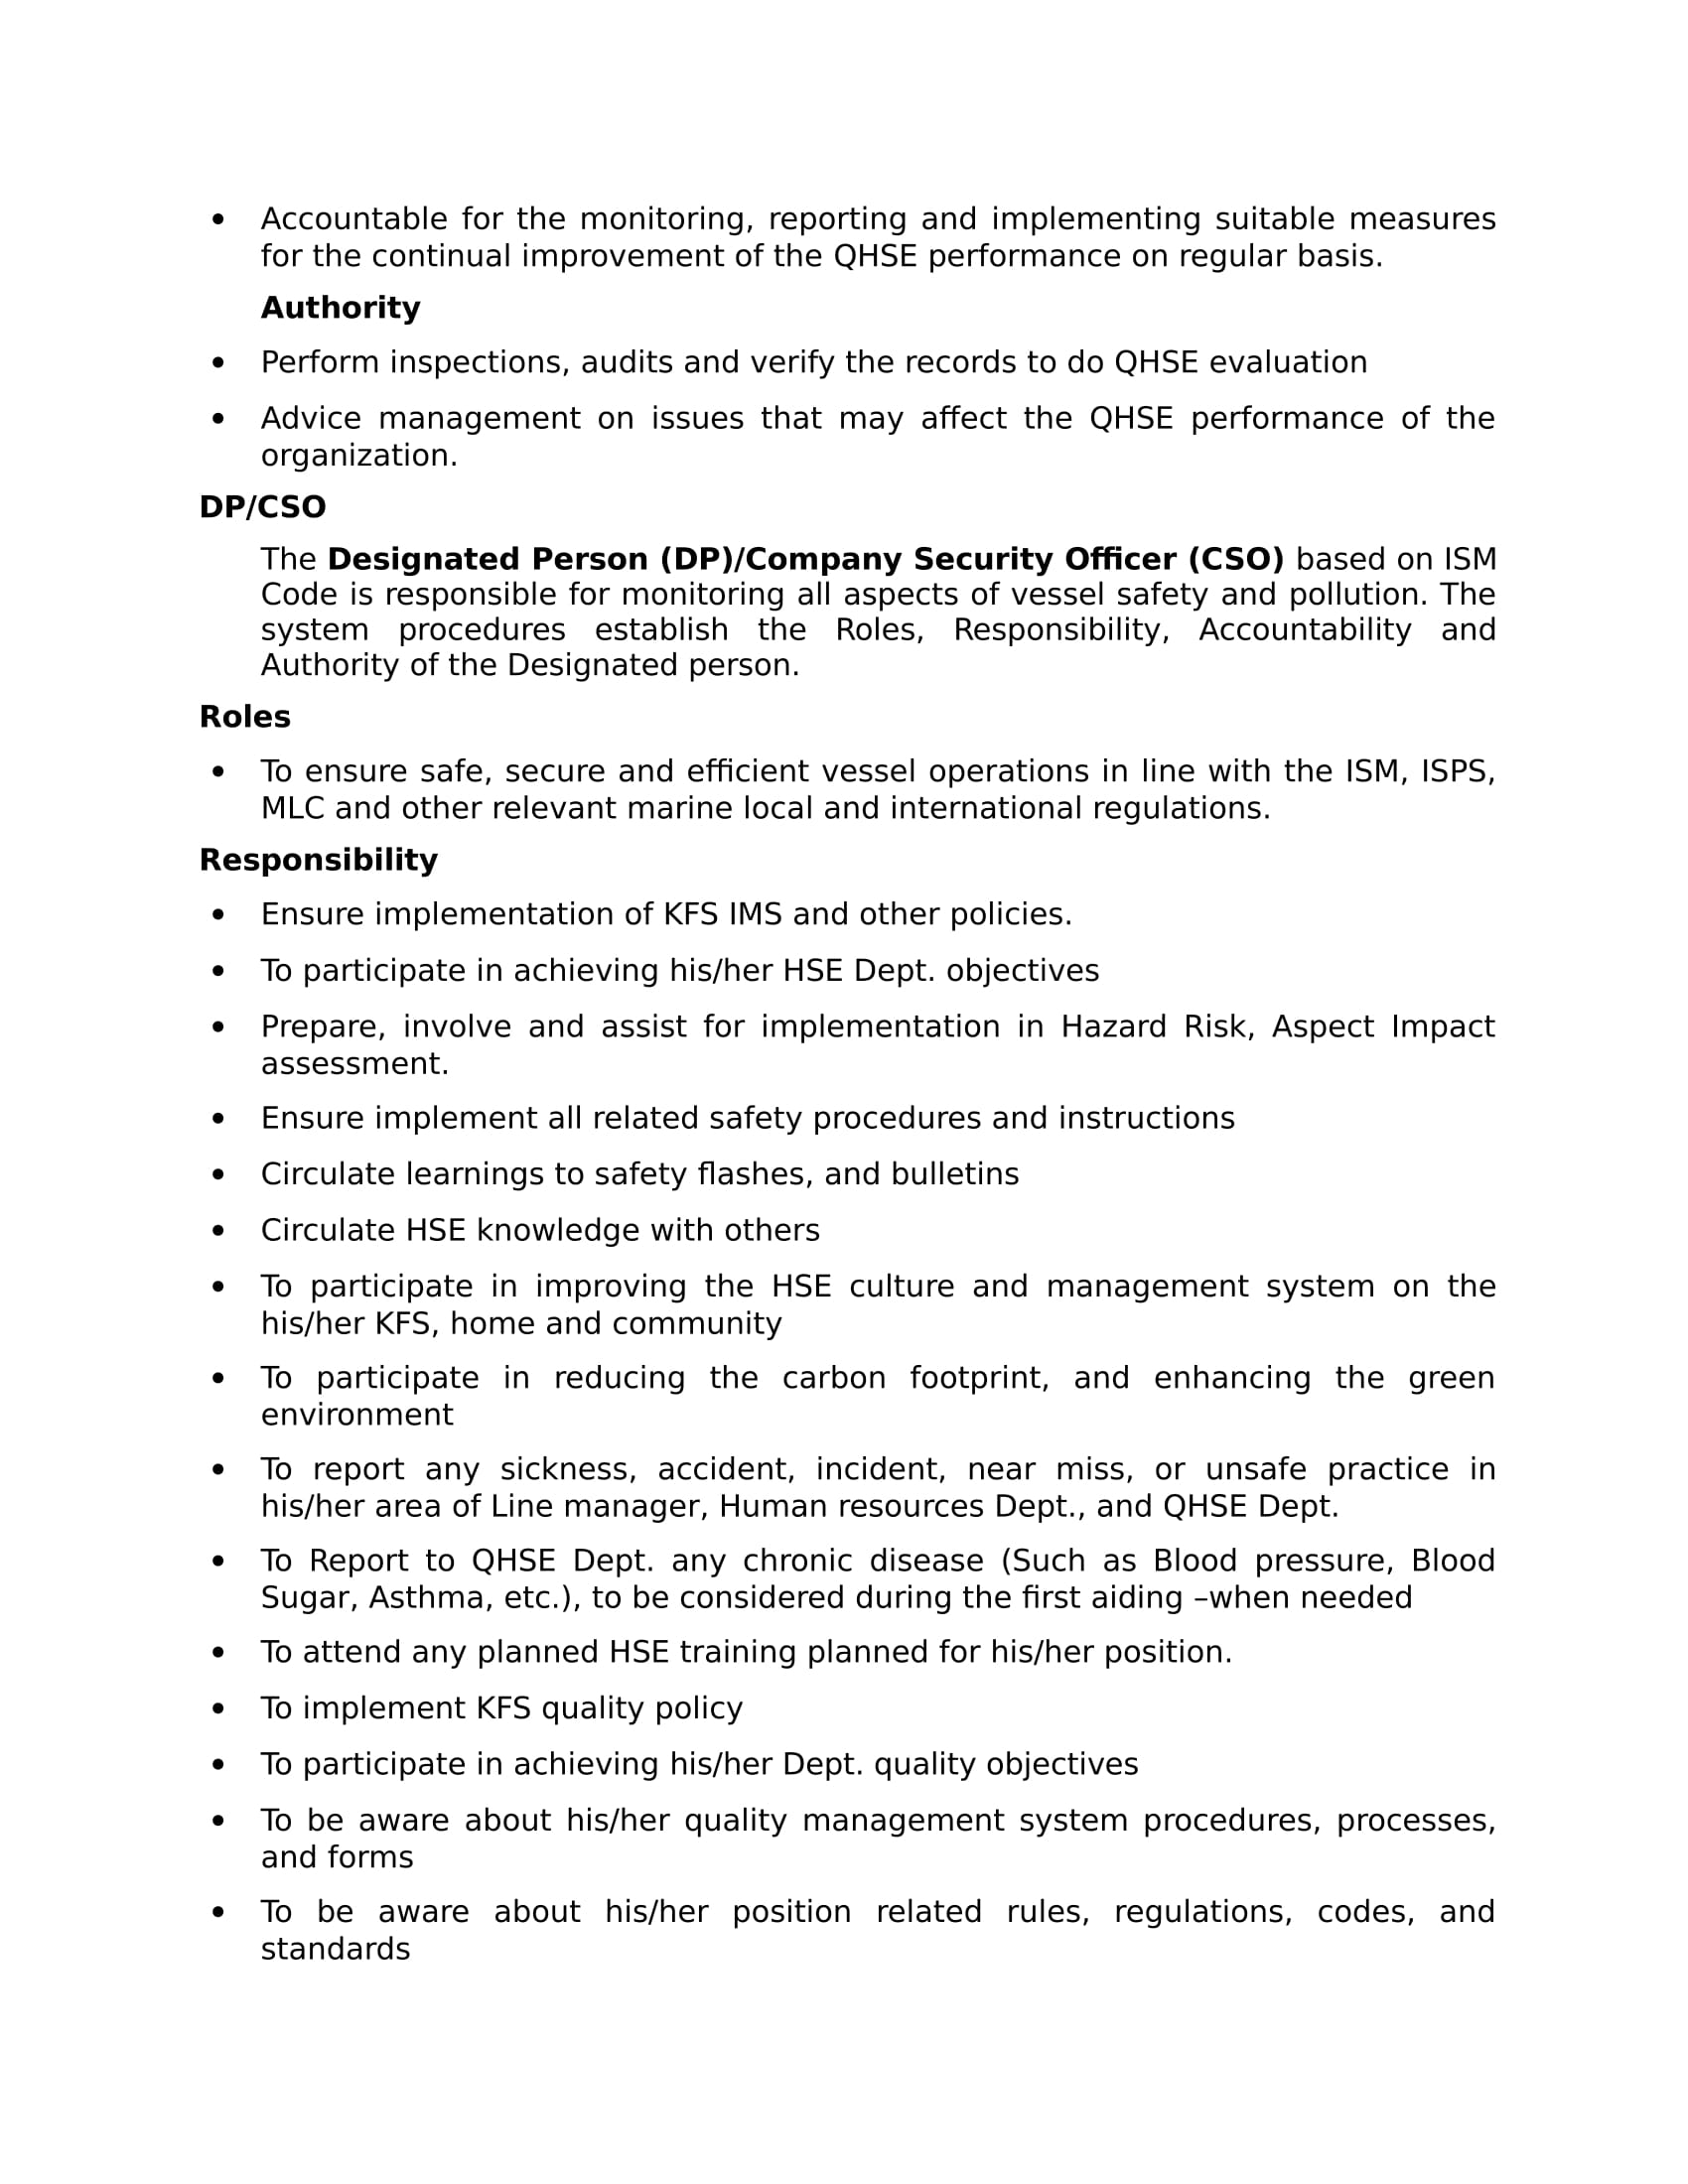 • Accountable for the monitoring, reporting and implementing suitable measures
for the continual improvement of the QHSE performance on regular basis.
Authority
• Perform inspections, audits and verify the records to do QHSE evaluation
• Advice management on issues that may affect the QHSE performance of the
organization.
DP/CSO
The Designated Person (DP)/Company Security Officer (CSO) based on ISM
Code is responsible for monitoring all aspects of vessel safety and pollution. The
system procedures establish the Roles, Responsibility, Accountability and
Authority of the Designated person.
Roles
• To ensure safe, secure and efficient vessel operations in line with the ISM, ISPS,
MLC and other relevant marine local and international regulations.
Responsibility
• Ensure implementation of KFS IMS and other policies.
• To participate in achieving his/her HSE Dept. objectives
• Prepare, involve and assist for implementation in Hazard Risk, Aspect Impact
assessment.
• Ensure implement all related safety procedures and instructions
• Circulate learnings to safety flashes, and bulletins
• Circulate HSE knowledge with others
• To participate in improving the HSE culture and management system on the
his/her KFS, home and community
• To participate in reducing the carbon footprint, and enhancing the green
environment
• To report any sickness, accident, incident, near miss, or unsafe practice in
his/her area of Line manager, Human resources Dept., and QHSE Dept.
• To Report to QHSE Dept. any chronic disease (Such as Blood pressure, Blood
Sugar, Asthma, etc.), to be considered during the first aiding –when needed
• To attend any planned HSE training planned for his/her position.
• To implement KFS quality policy
• To participate in achieving his/her Dept. quality objectives
• To be aware about his/her quality management system procedures, processes,
and forms
• To be aware about his/her position related rules, regulations, codes, and
standards